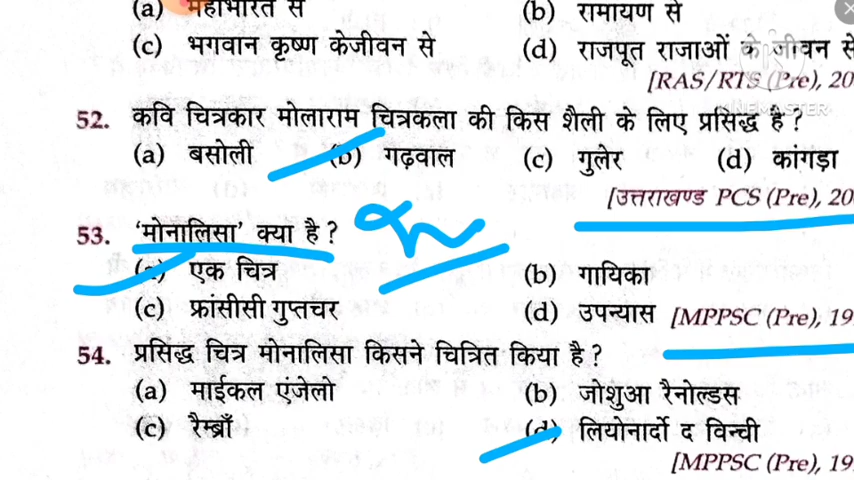 (a) महाभारत से (b) रामायण से
(c) भगवान कृष्ण केजीवन से (d) राजपूत राजाओं के जीवन से
[RAS/RTS (Pre), 20
KINEMASTER
52. कवि चित्रकार मोलाराम चित्रकला की किस शैली के लिए प्रसिद्ध है ?
(a) बसोली (b) गढ़वाल (c) गुलेर (d) कांगड़ा
[उत्तराखण्ड PCS (Pre), 20
53. ‘मोनालिसा’ क्या है ?
(a) एक चित्र (b) गायिका
(c) फ्रांसीसी गुप्तचर (d) उपन्यास [MPPSC (Pre), 19
54. प्रसिद्ध चित्र मोनालिसा किसने चित्रित किया है ?
(a) माईकल एंजेलो (b) जोशुआ रैनोल्डस
(c) रैम्ब्राँ (d) लियोनार्दो द विन्ची
[MPPSC (Pre), 19